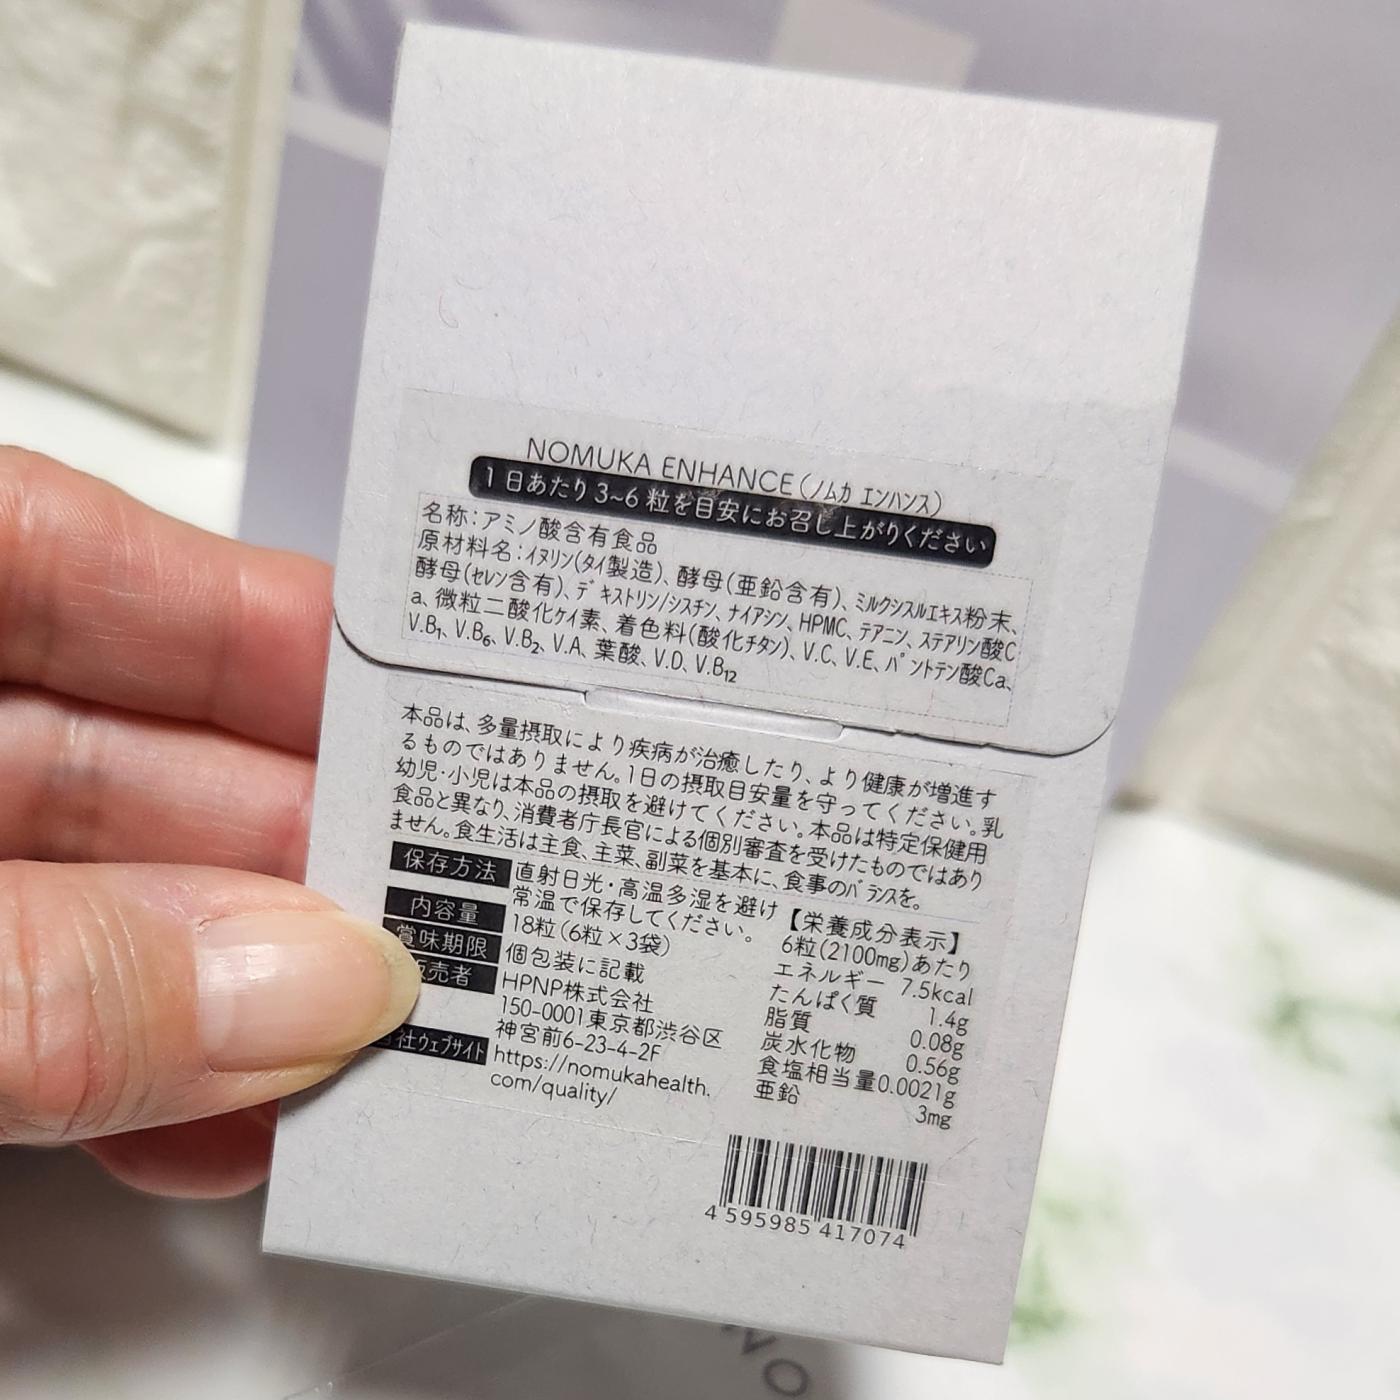 NOMUKA ENHANCE(ノムカ エンハンス)
1日あたり3~6粒を目安にお召し上がりください
名称:アミノ酸含有食品
原材料名:イヌリン(タイ製造)、酵母(亜鉛含有)、ミルクシスルエキス粉末、
酵母(セレン含有)、デキストリン/シスチン、ナイアシン、HPMC、テアニン、ステアリン酸C
a、微粒二酸化ケイ素、着色料(酸化チタン)、V.C、V.E、パントテン酸Ca、
V.B₁、V.B₆、V.B₂、V.A、葉酸、V.D、V.B₁₂
本品は、多量摂取により疾病が治癒したり、より健康が増進す
るものではありません。1日の摂取目安量を守ってください。乳
幼児・小児は本品の摂取を避けてください。本品は特定保健用
食品と異なり、消費者庁長官による個別審査を受けたものではあり
ません。食生活は主食、主菜、副菜を基本に、食事のバランスを。
保存方法 直射日光・高温多湿を避け
常温で保存してください。
内容量 18粒(6粒×3袋)
賞味期限 個包装に記載
販売者 HPNP株式会社
150-0001東京都渋谷区
神宮前6-23-4-2F
社ウェブサイト https://nomukahealth.
com/quality/
【栄養成分表示】
6粒(2100mg)あたり
エネルギー 7.5kcal
たんぱく質 1.4g
脂質 0.08g
炭水化物 0.56g
食塩相当量0.0021g
亜鉛 3mg
4 595985 417074
NO